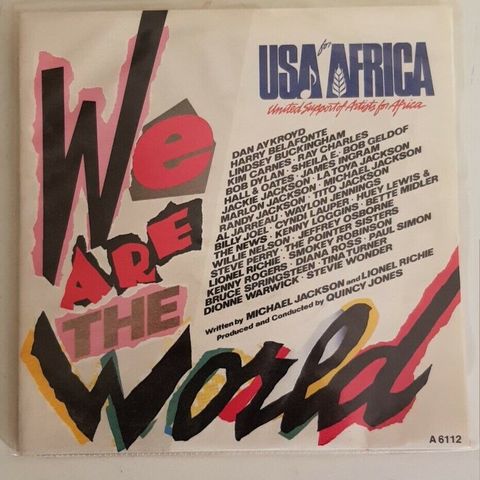 We
ARE
THE
World
USA for AFRICA
United Support of Artists for Africa
DAN AYKROYD
HARRY BELAFONTE
LINDSEY BUCKINGHAM
KIM CARNES · RAY CHARLES
BOB DYLAN · SHEILA E. · BOB GELDOF
HALL & OATES · JAMES INGRAM
JACKIE JACKSON · LA TOYA JACKSON
MARLON JACKSON · MICHAEL JACKSON
RANDY JACKSON · TITO JACKSON
AL JARREAU · WAYLON JENNINGS
BILLY JOEL · CYNDI LAUPER · HUEY LEWIS &
THE NEWS · KENNY LOGGINS · BETTE MIDLER
WILLIE NELSON · JEFFREY OSBORNE
STEVE PERRY · THE POINTER SISTERS
LIONEL RICHIE · SMOKEY ROBINSON
KENNY ROGERS · DIANA ROSS · PAUL SIMON
BRUCE SPRINGSTEEN · TINA TURNER
DIONNE WARWICK · STEVIE WONDER
Written by MICHAEL JACKSON and LIONEL RICHIE
Produced and Conducted by QUINCY JONES
A 6112